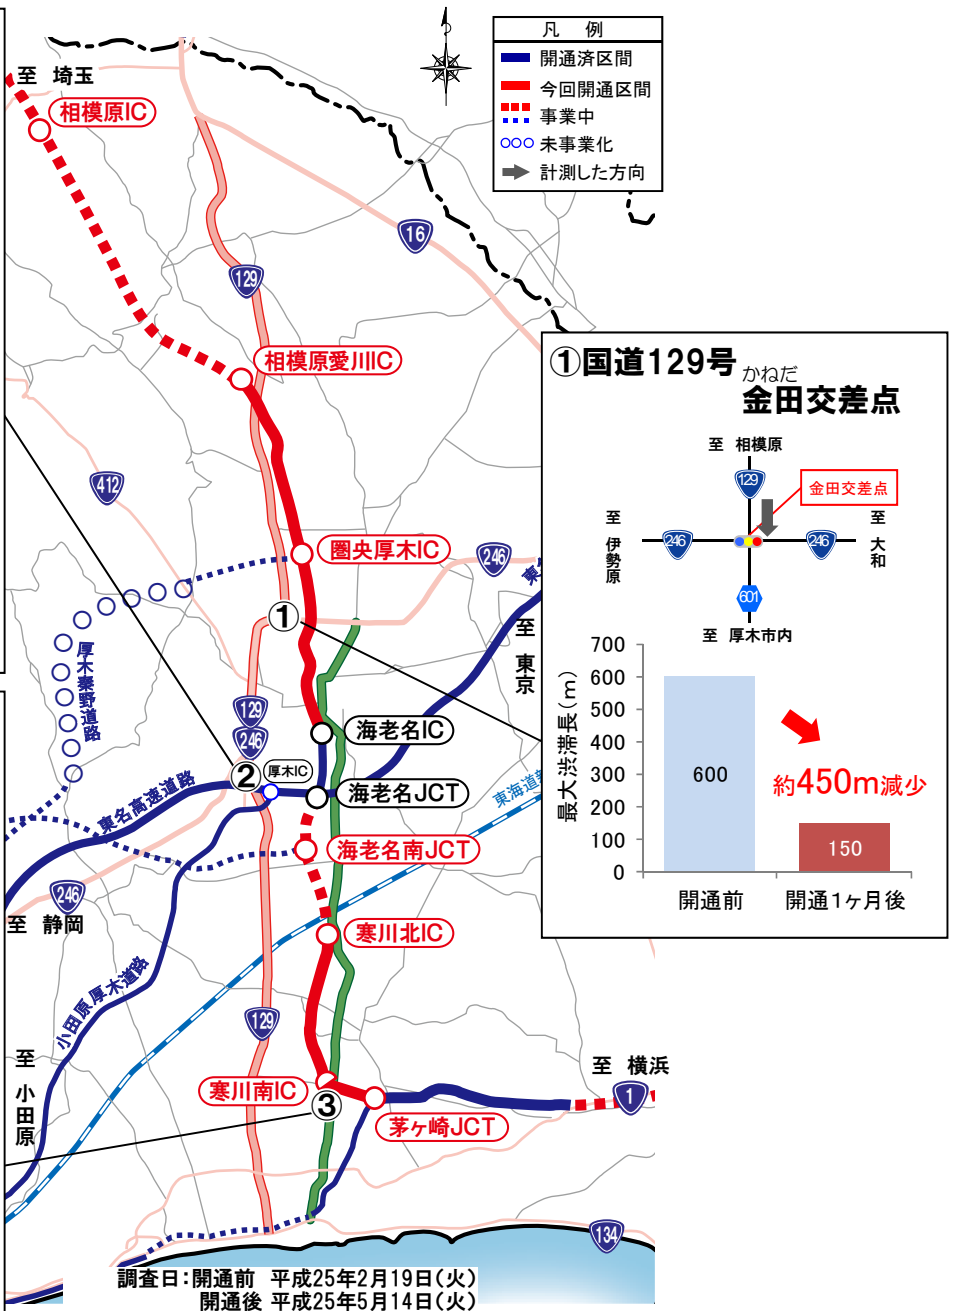 凡 例
開通済区間
今回開通区間
事業中
未事業化
計測した方向
至 埼玉
相模原IC
16
129
相模原愛川IC
412
圏央厚木IC
246
①
至 東京
厚木秦野道路
129
246
②
厚木IC
海老名IC
海老名JCT
東名高速道路
海老名南JCT
246
至 静岡
寒川北IC
小田原厚木道路
129
至 小田原
寒川南IC
③
茅ヶ崎JCT
至 横浜
1
134
調査日:開通前 平成25年2月19日(火)
開通後 平成25年5月14日(火)
①国道129号
かねだ
金田交差点
至 相模原
129
金田交差点
至 伊勢原
246
246
至 大和
601
至 厚木市内
最大渋滞長(m)
700
600
500
400
300
200
100
0
600
約450m減少
150
開通前
開通1ヶ月後